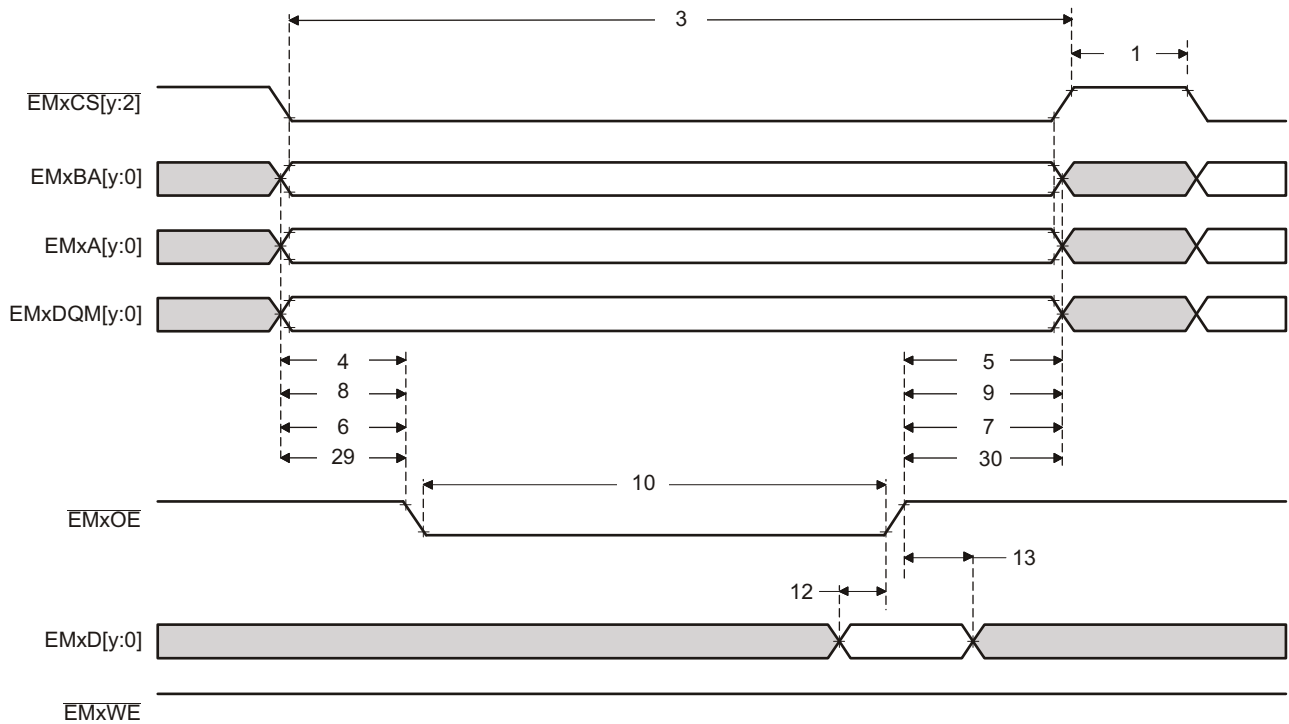 3
1
EMxCS[y:2]
EMxBA[y:0]
EMxA[y:0]
EMxDQM[y:0]
4 5
8 9
6 7
29 30
10
EMxOE
13
12
EMxD[y:0]
EMxWE